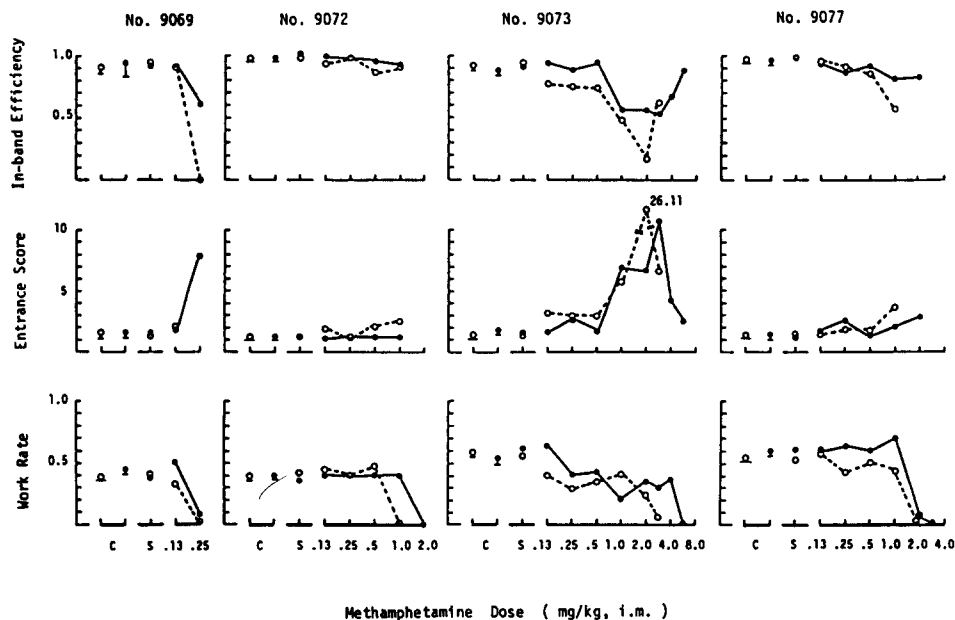 No. 9069 No. 9072 No. 9073 No. 9077
In-band Efficiency
1.0
0.5
Entrance Score
10
5
26.11
Work Rate
1.0
0.5
C S .13 .25 C S .13 .25 .5 1.0 2.0 C S .13 .25 .5 1.0 2.0 4.0 8.0 C S .13 .25 .5 1.0 2.0 4.0
Methamphetamine Dose ( mg/kg, i.m. )